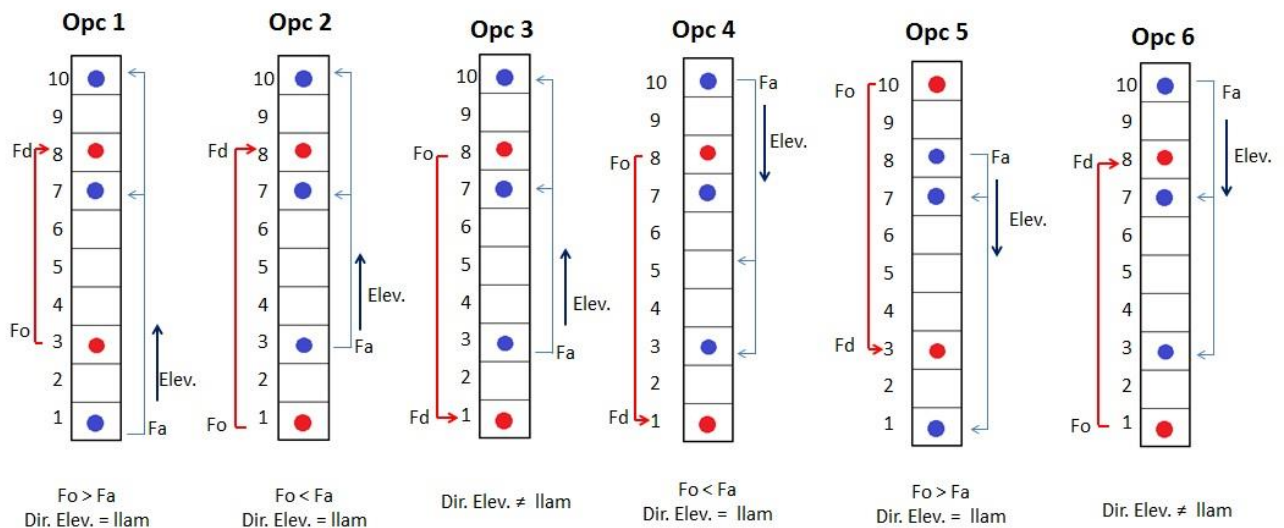 Opc 1
10
9
Fd 8
7
6
5
4
Fo
3
2
1
Elev.
Fa
Fo > Fa
Dir. Elev. = llam
Opc 2
10
9
Fd 8
7
6
5
4
3
2
Fo 1
Elev.
Fa
Fo < Fa
Dir. Elev. = llam
Opc 3
10
9
Fo 8
7
6
5
4
3
2
Fd 1
Elev.
Fa
Dir. Elev. ≠ llam
Opc 4
10
9
Fo 8
7
6
5
4
3
2
Fd 1
Fa
Elev.
Fo < Fa
Dir. Elev. = llam
Opc 5
Fo 10
9
8
7
6
5
4
Fd 3
2
1
Fa
Elev.
Fo > Fa
Dir. Elev. = llam
Opc 6
10
9
Fd 8
7
6
5
4
3
2
Fo 1
Fa
Elev.
Dir. Elev. ≠ llam